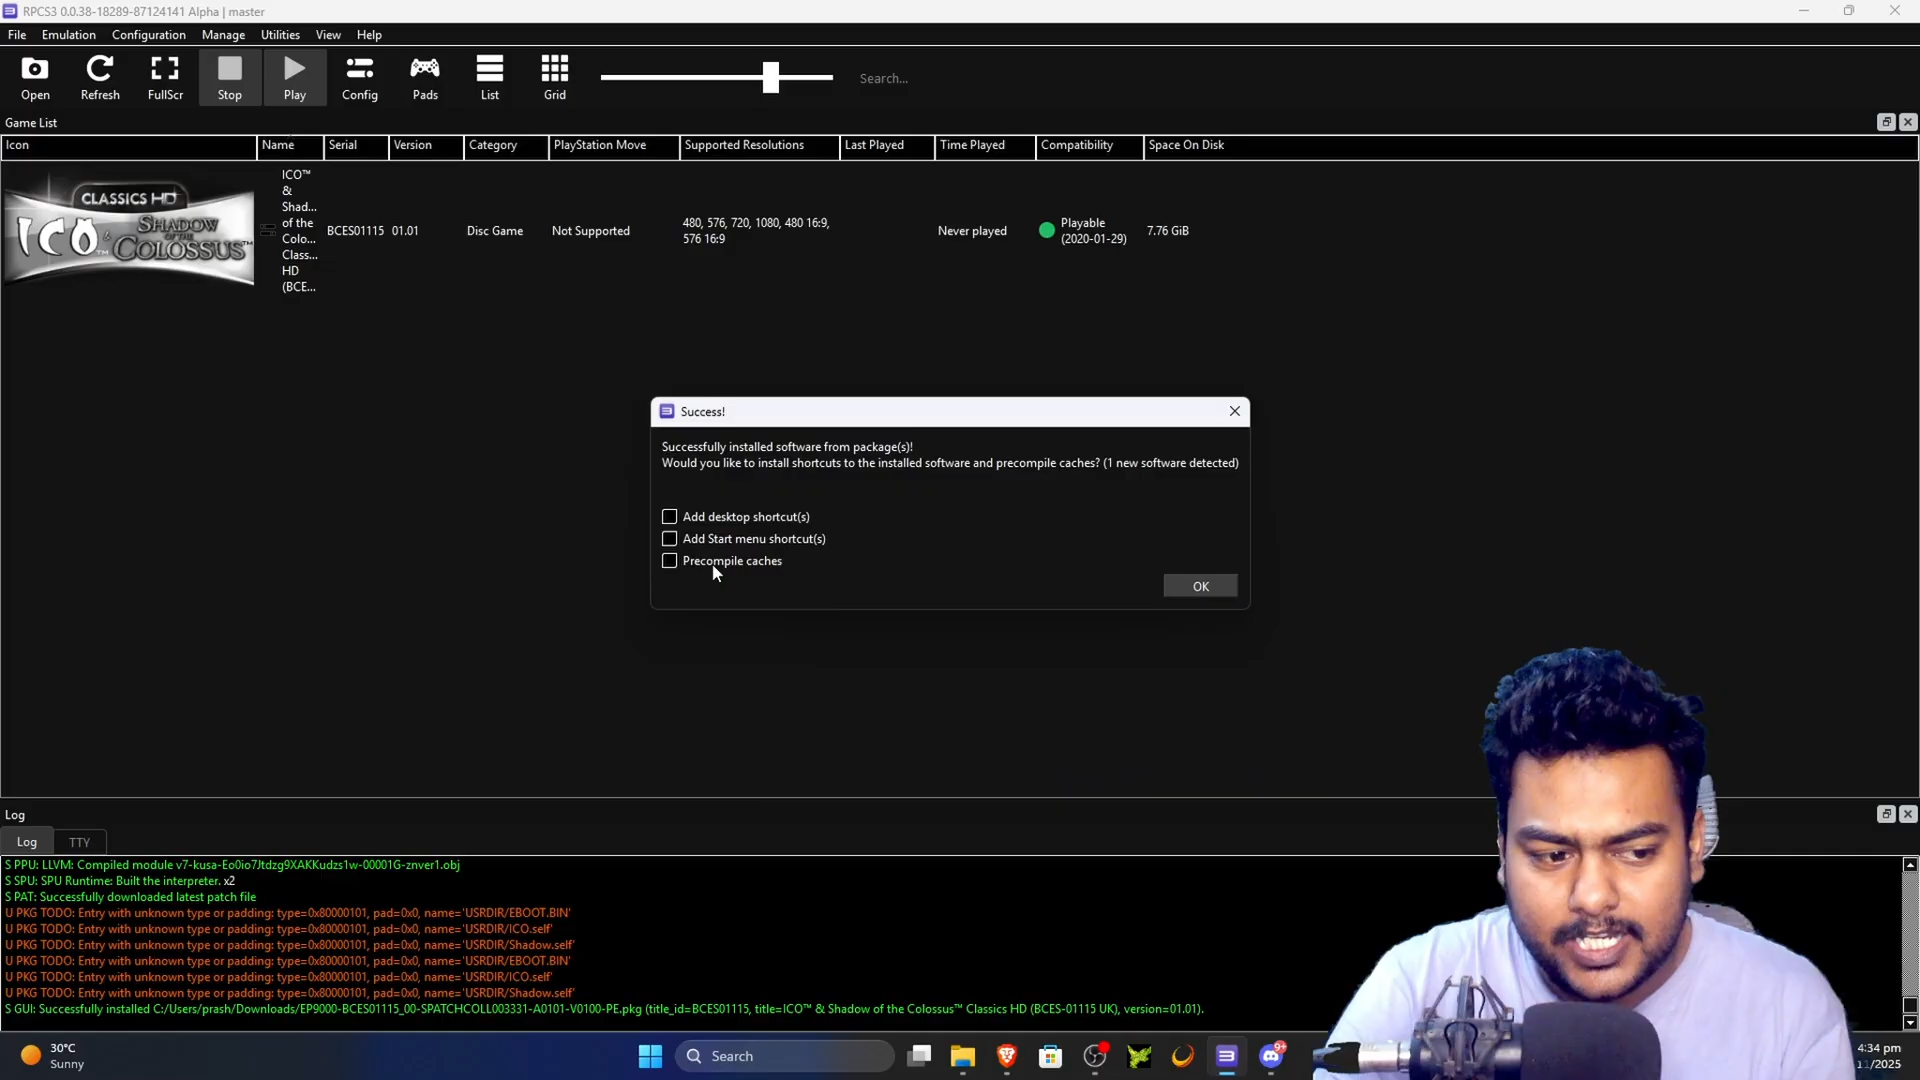 RPCS3 0.0.38-18289-87124141 Alpha | master
File Emulation Configuration Manage Utilities View Help
Open Refresh FullScr Stop Play Config Pads List Grid Search...
Game List
Icon Name Serial Version Category PlayStation Move Supported Resolutions Last Played Time Played Compatibility Space On Disk
CLASSICS HD
ICO™ & SHADOW OF THE COLOSSUS™
ICO™
&
Shad...
of the
Colo...
Class...
HD
(BCE...
BCES01115 01.01 Disc Game Not Supported
480, 576, 720, 1080, 480 16:9,
576 16:9
Never played
Playable
(2020-01-29)
7.76 GiB
Success!
Successfully installed software from package(s)!
Would you like to install shortcuts to the installed software and precompile caches? (1 new software detected)
Add desktop shortcut(s)
Add Start menu shortcut(s)
Precompile caches
OK
Log
Log TTY
S PPU: LLVM: Compiled module v7-kusa-Eo0io7Jtdzg9XAKKudzs1w-00001G-znver1.obj
S SPU: SPU Runtime: Built the interpreter. x2
S PAT: Successfully downloaded latest patch file
U PKG TODO: Entry with unknown type or padding: type=0x80000101, pad=0x0, name='USRDIR/EBOOT.BIN'
U PKG TODO: Entry with unknown type or padding: type=0x80000101, pad=0x0, name='USRDIR/ICO.self'
U PKG TODO: Entry with unknown type or padding: type=0x80000101, pad=0x0, name='USRDIR/Shadow.self'
U PKG TODO: Entry with unknown type or padding: type=0x80000101, pad=0x0, name='USRDIR/EBOOT.BIN'
U PKG TODO: Entry with unknown type or padding: type=0x80000101, pad=0x0, name='USRDIR/ICO.self'
U PKG TODO: Entry with unknown type or padding: type=0x80000101, pad=0x0, name='USRDIR/Shadow.self'
S GUI: Successfully installed C:/Users/prash/Downloads/EP9000-BCES01115_00-SPATCHCOLL003331-A0101-V0100-PE.pkg (title_id=BCES01115, title=ICO™ & Shadow of the Colossus™ Classics HD (BCES-01115 UK), version=01.01).
30°C
Sunny
Search
9+
4:34 pm
11/2025